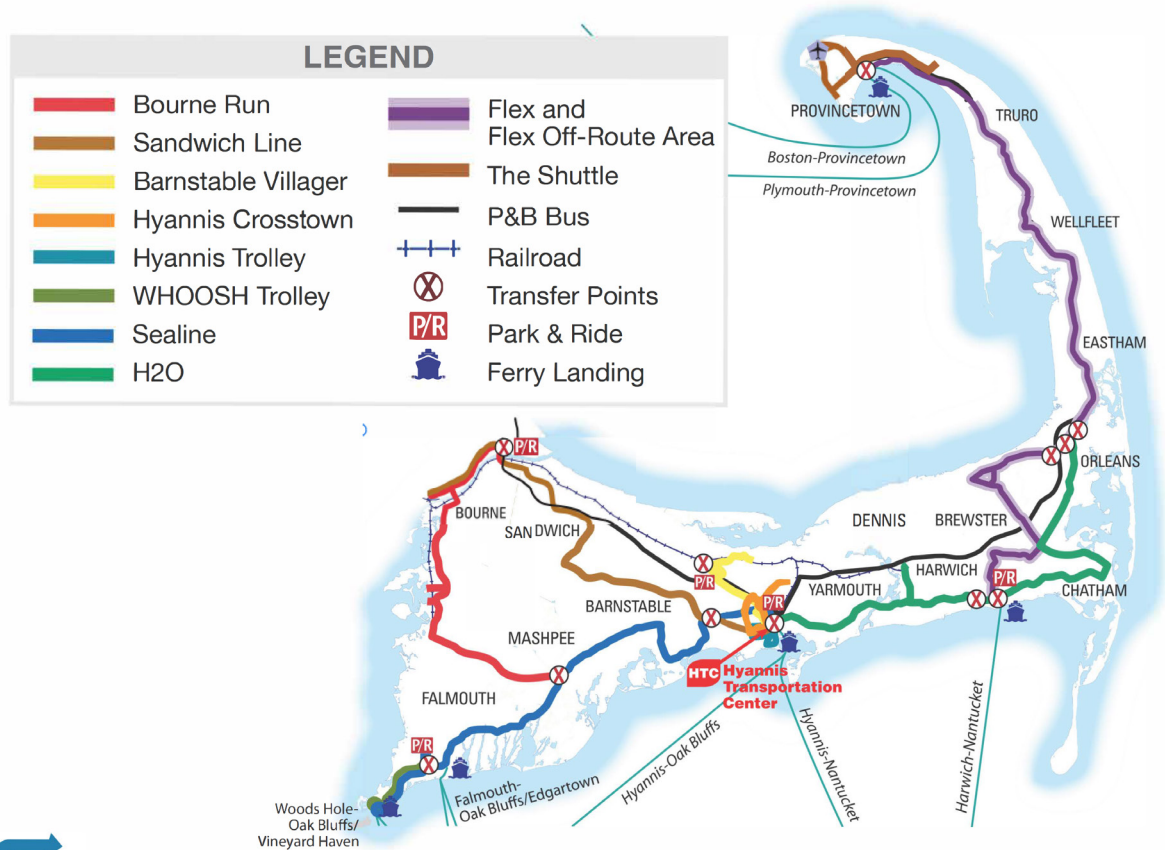 LEGEND
Bourne Run
Sandwich Line
Barnstable Villager
Hyannis Crosstown
Hyannis Trolley
WHOOSH Trolley
Sealine
H2O
Flex and
Flex Off-Route Area
The Shuttle
P&B Bus
Railroad
X
Transfer Points
P/R
Park & Ride
Ferry Landing
X
PROVINCETOWN
TRURO
Boston-Provincetown
Plymouth-Provincetown
WELLFLEET
EASTHAM
X
X
X
ORLEANS
X
P/R
BOURNE
SANDWICH
DENNIS
BREWSTER
X
P/R
HARWICH
P/R
YARMOUTH
P/R
CHATHAM
BARNSTABLE
X
X
X
X
MASHPEE
HTC
Hyannis
Transportation
Center
X
FALMOUTH
P/R
X
Hyannis-Oak Bluffs
Hyannis-Nantucket
Harwich-Nantucket
Falmouth-
Oak Bluffs/Edgartown
Woods Hole-
Oak Bluffs/
Vineyard Haven